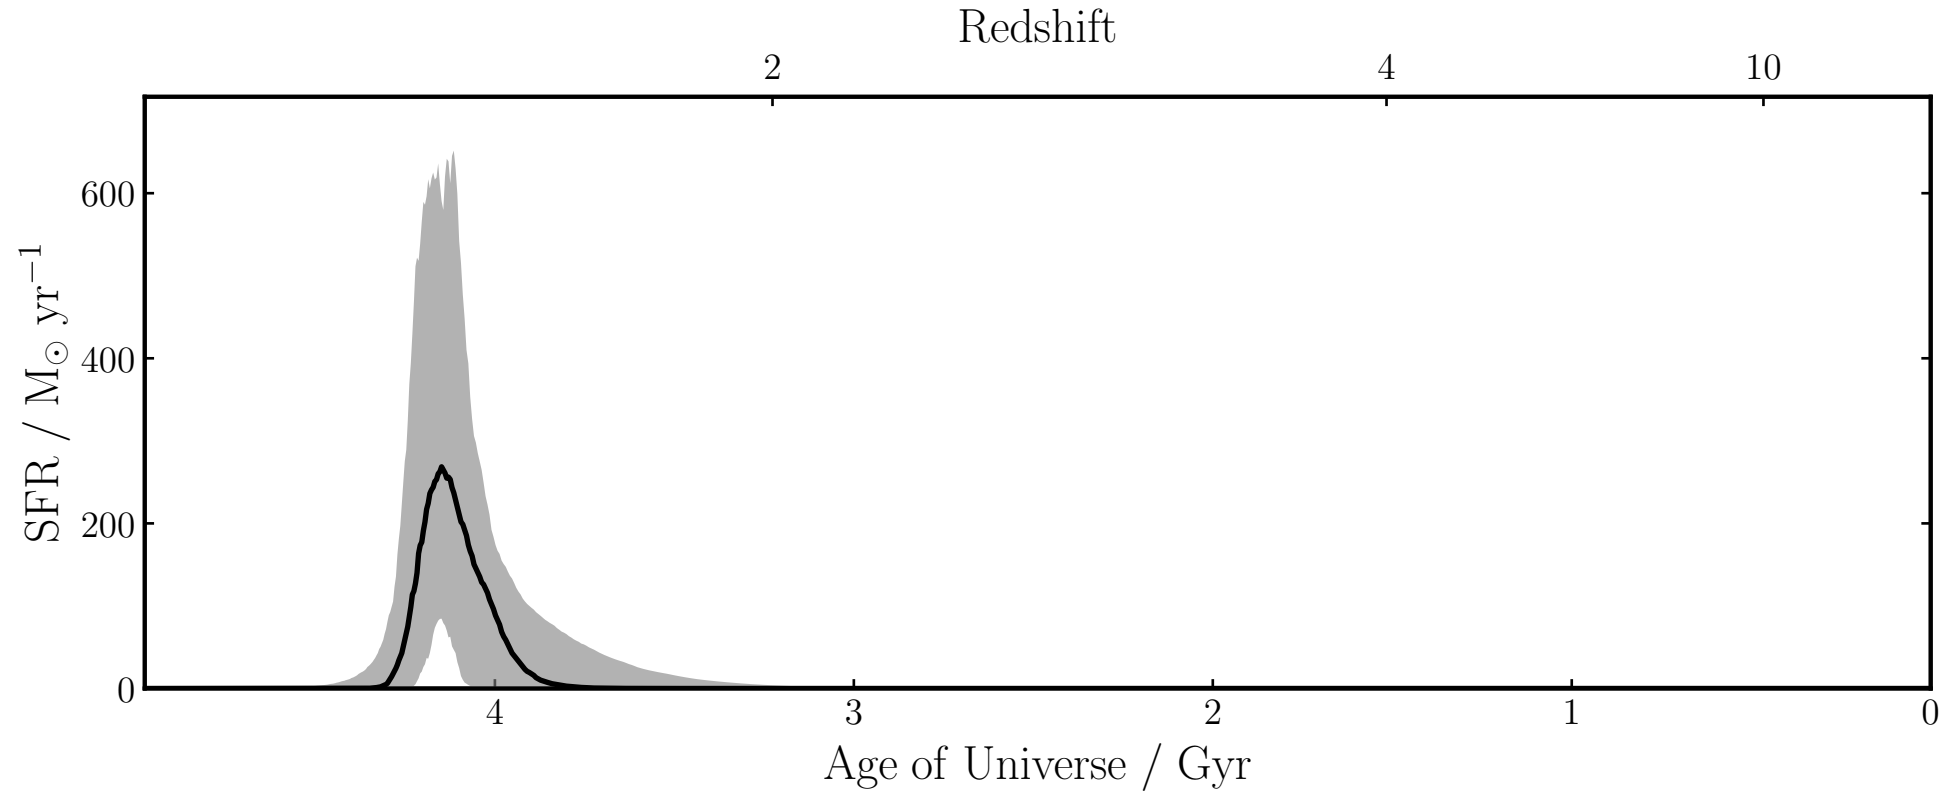 Redshift
2 4 10
600
400
200
0
SFR / M⊙ yr⁻¹
4 3 2 1 0
Age of Universe / Gyr